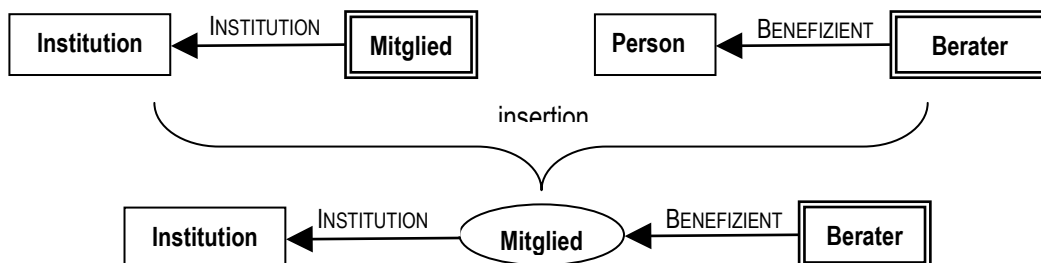 Institution INSTITUTION Mitglied Person BENEFIZIENT Berater
insertion
Institution INSTITUTION Mitglied BENEFIZIENT Berater